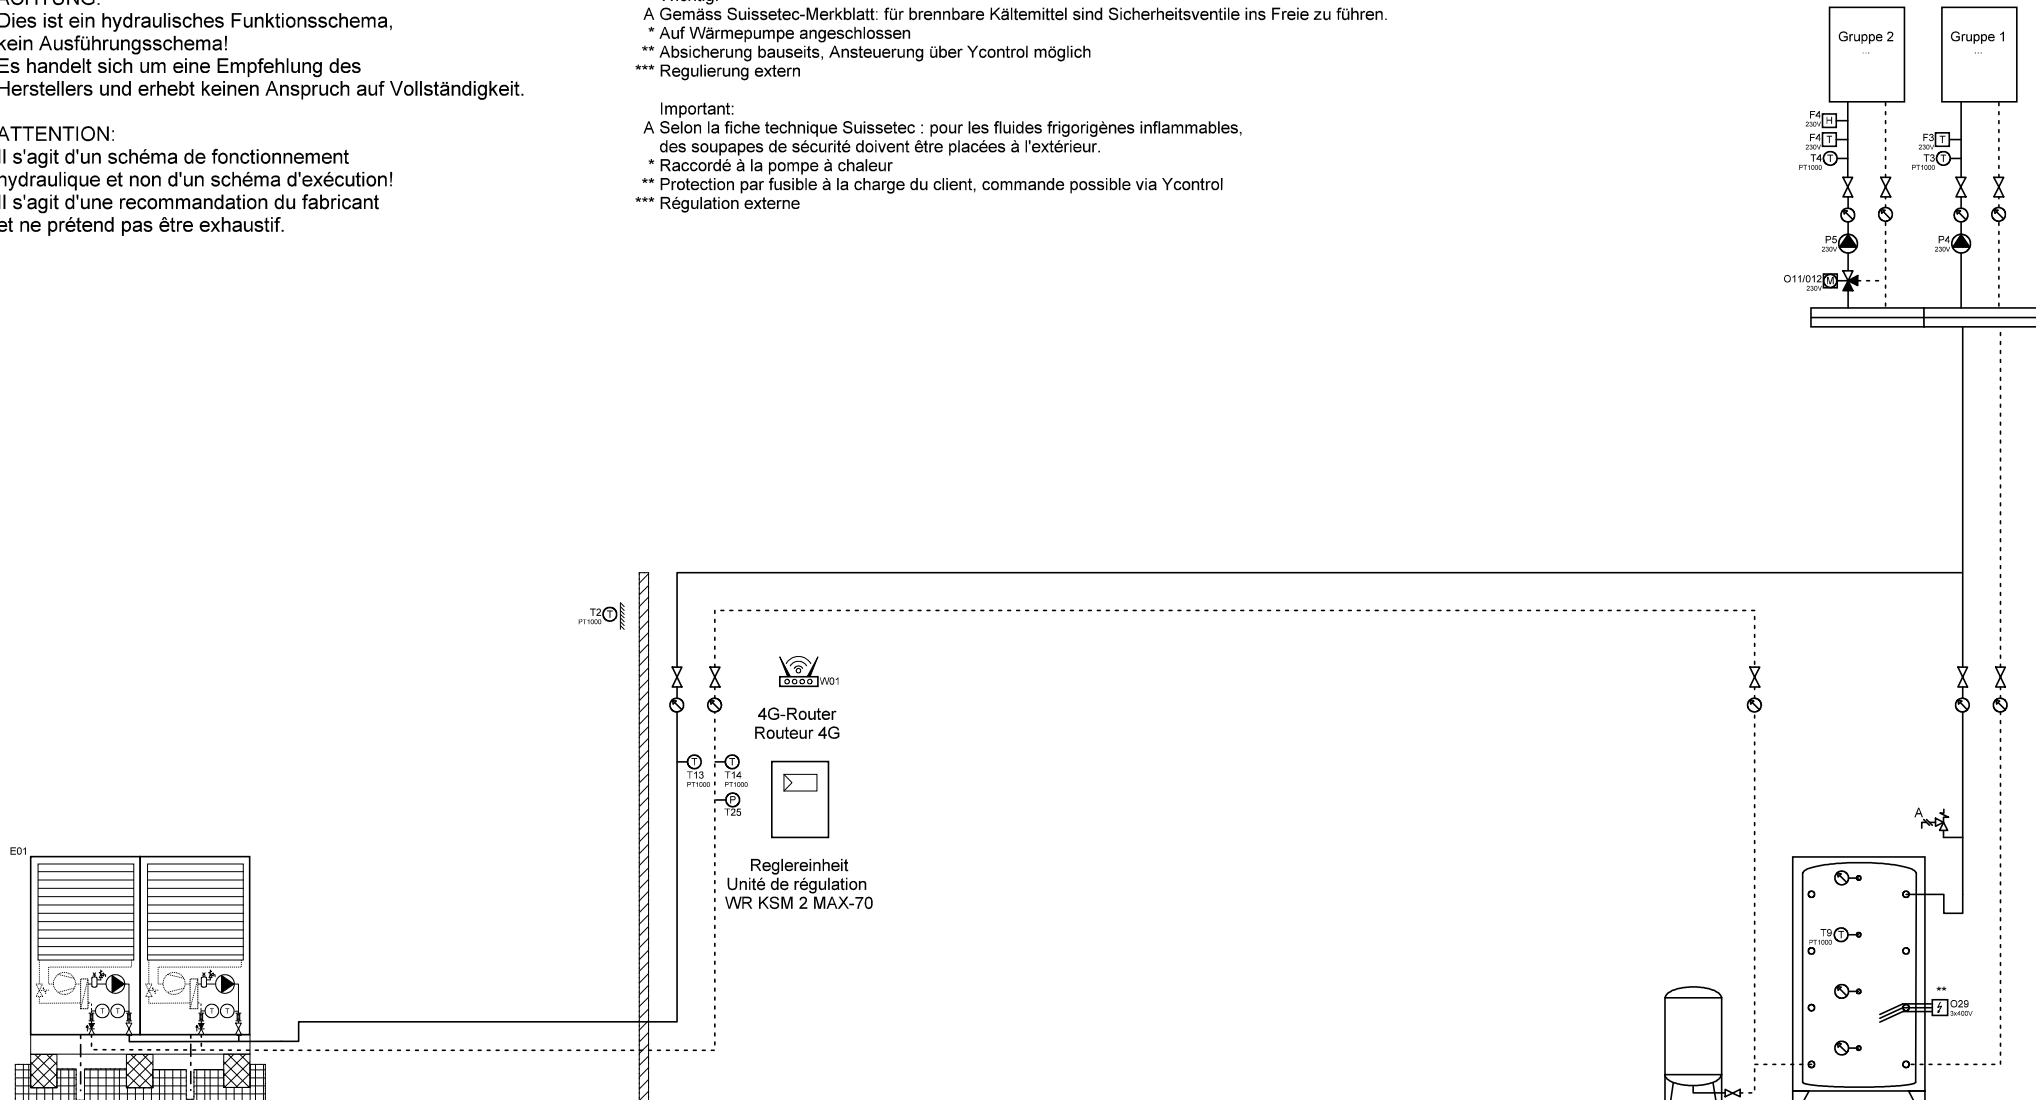 ACHTUNG:
Dies ist ein hydraulisches Funktionsschema,
kein Ausführungsschema!
Es handelt sich um eine Empfehlung des
Herstellers und erhebt keinen Anspruch auf Vollständigkeit.
ATTENTION:
Il s'agit d'un schéma de fonctionnement
hydraulique et non d'un schéma d'exécution!
Il s'agit d'une recommandation du fabricant
et ne prétend pas être exhaustif.
A Gemäss Suissetec-Merkblatt: für brennbare Kältemittel sind Sicherheitsventile ins Freie zu führen.
* Auf Wärmepumpe angeschlossen
** Absicherung bauseits, Ansteuerung über Ycontrol möglich
*** Regulierung extern
Important:
A Selon la fiche technique Suissetec : pour les fluides frigorigènes inflammables,
des soupapes de sécurité doivent être placées à l'extérieur.
* Raccordé à la pompe à chaleur
** Protection par fusible à la charge du client, commande possible via Ycontrol
*** Régulation externe
Gruppe 2
...
Gruppe 1
...
F4
230V
H
F4
230V
T
T4
PT1000
T
F3
230V
T
T3
PT1000
T
P5
230V
P4
230V
O11/012
230V
M
T2
PT1000
T
W01
4G-Router
Routeur 4G
T
T13
PT1000
T
T14
PT1000
P
T25
Reglereinheit
Unité de régulation
WR KSM 2 MAX-70
E01
T T
T T
A
T9
PT1000
T
**
O29
3x400V